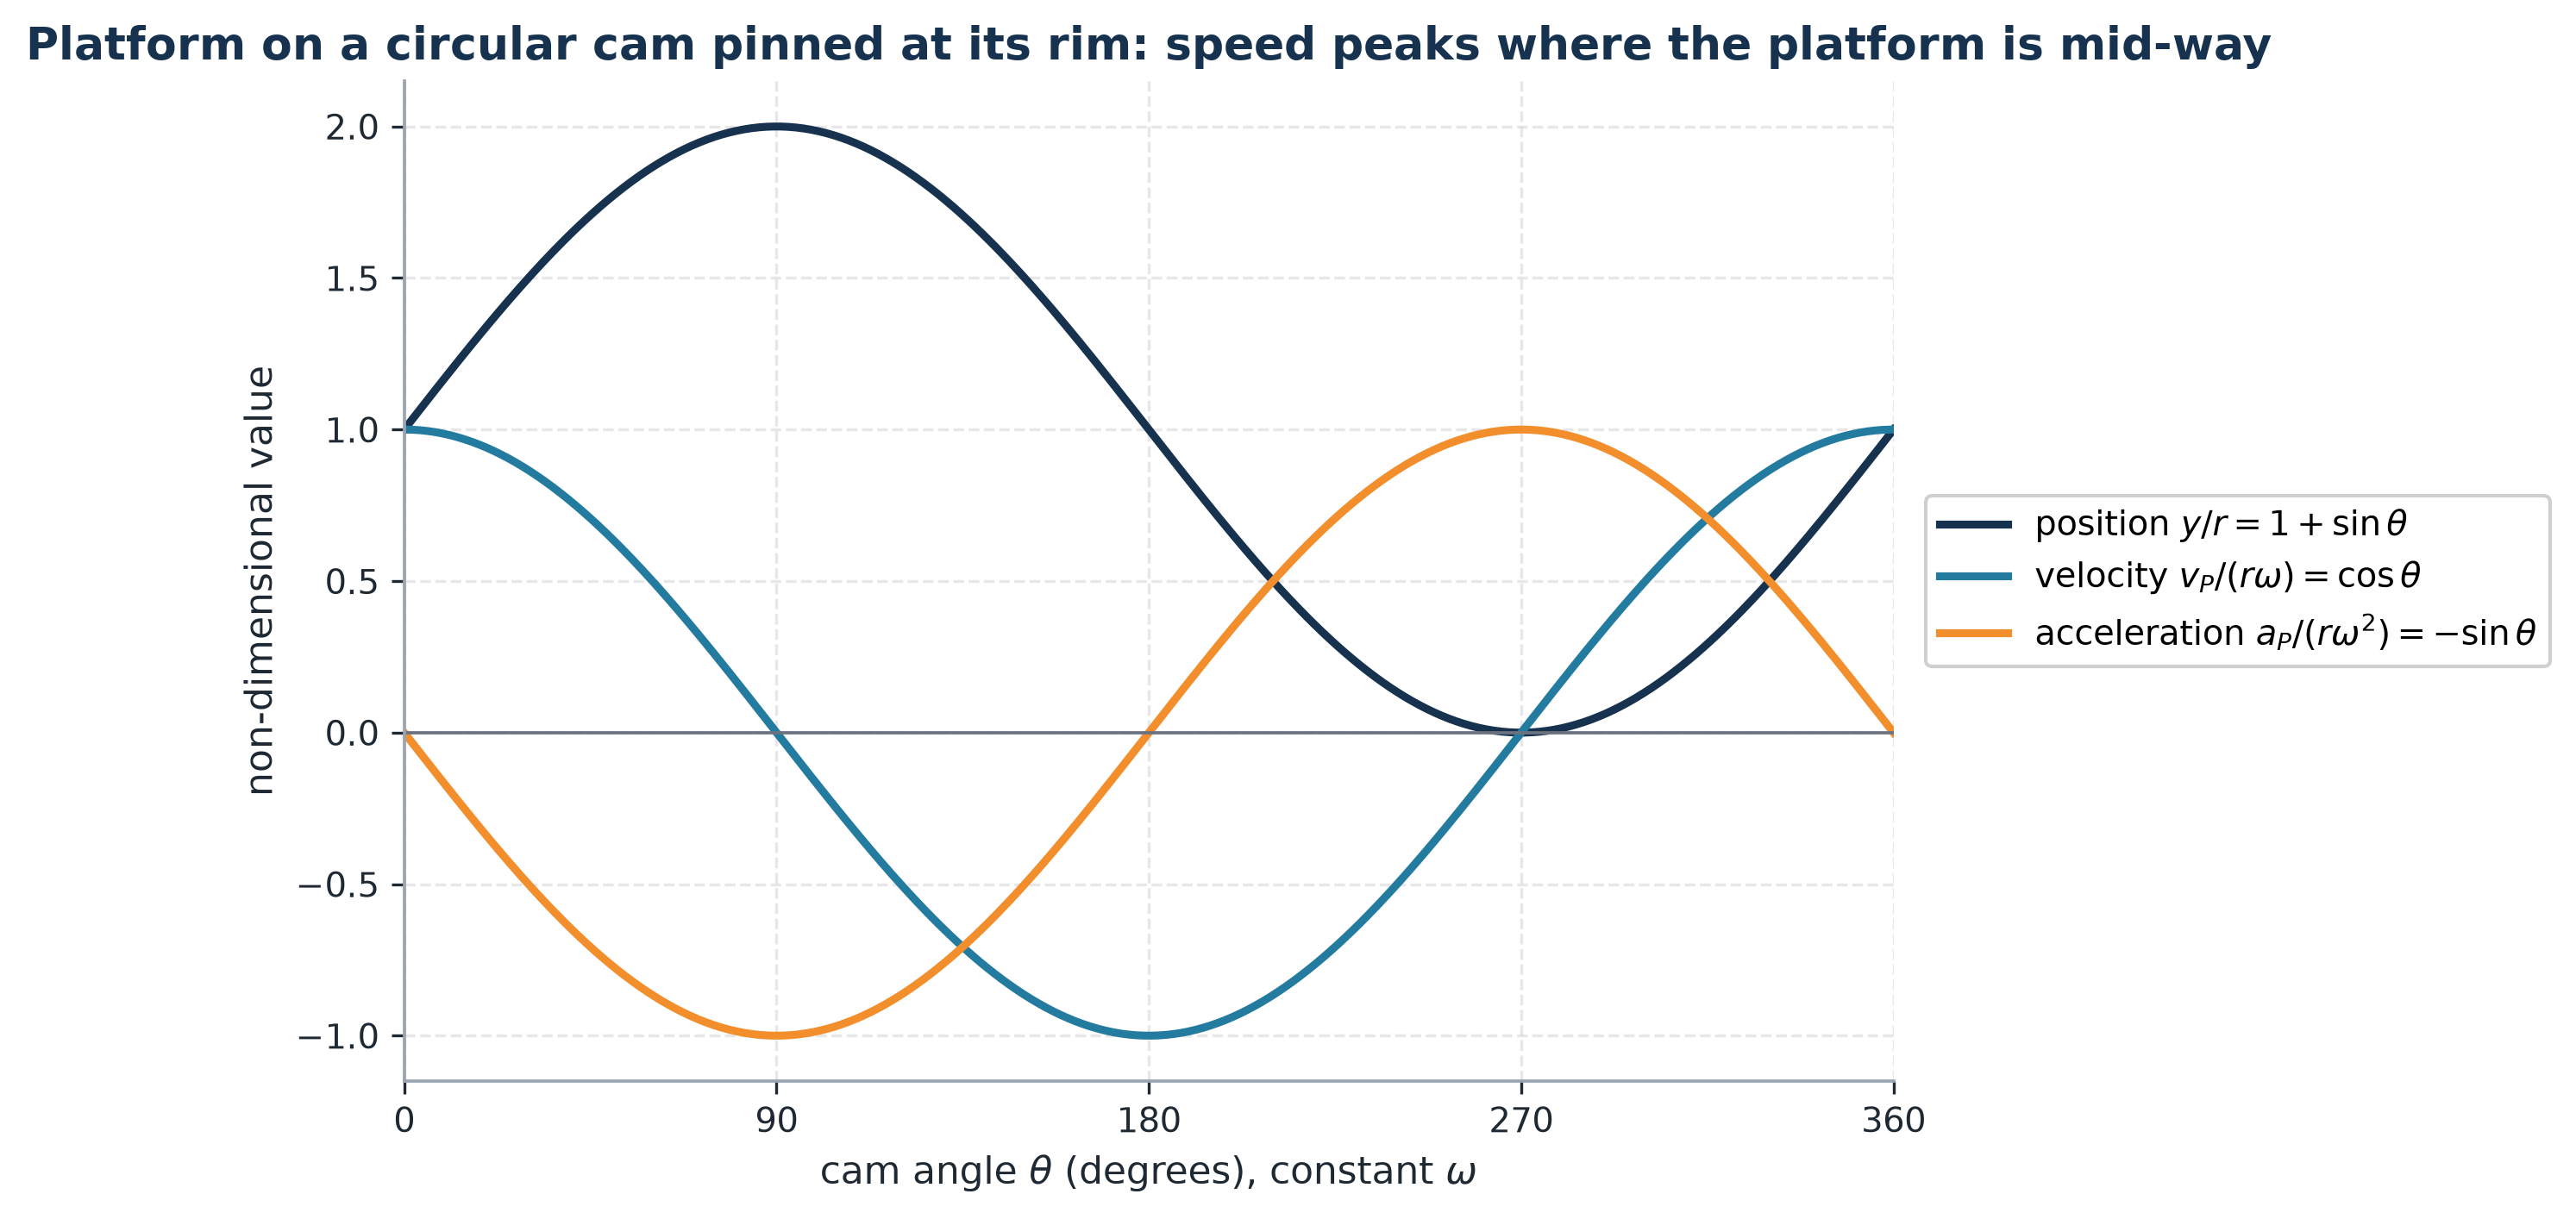 Platform on a circular cam pinned at its rim: speed peaks where the platform is mid-way
non-dimensional value
2.0
1.5
1.0
0.5
0.0
−0.5
−1.0
0 90 180 270 360
cam angle θ (degrees), constant ω
position y/r = 1 + sin θ
velocity v_P/(rω) = cos θ
acceleration a_P/(rω²) = −sin θ